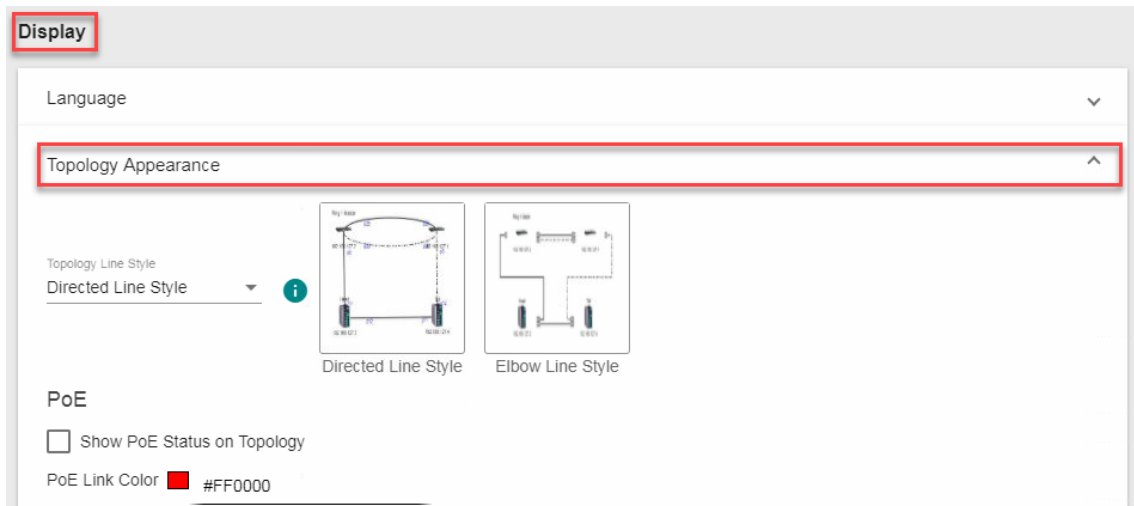 Display
Language
Topology Appearance
Topology Line Style
Directed Line Style
Directed Line Style
Elbow Line Style
PoE
Show PoE Status on Topology
PoE Link Color
#FF0000